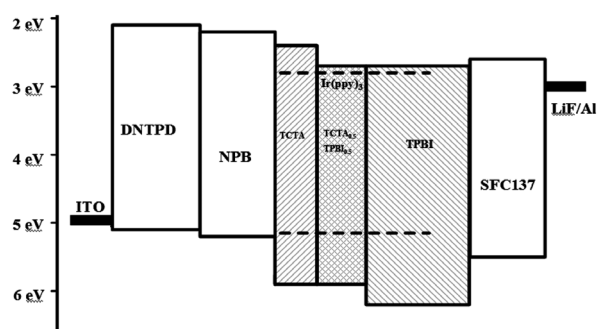 2 eV
3 eV
4 eV
5 eV
6 eV
ITO
DNTPD
NPB
TCTA
Ir(ppy)3
TCTA0.5
TPBI0.5
TPBI
SFC137
LiF/Al